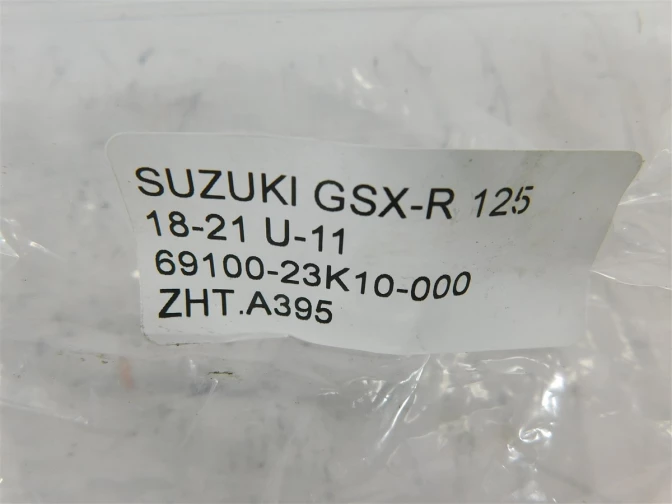 SUZUKI GSX-R 125
18-21 U-11
69100-23K10-000
ZHT.A395